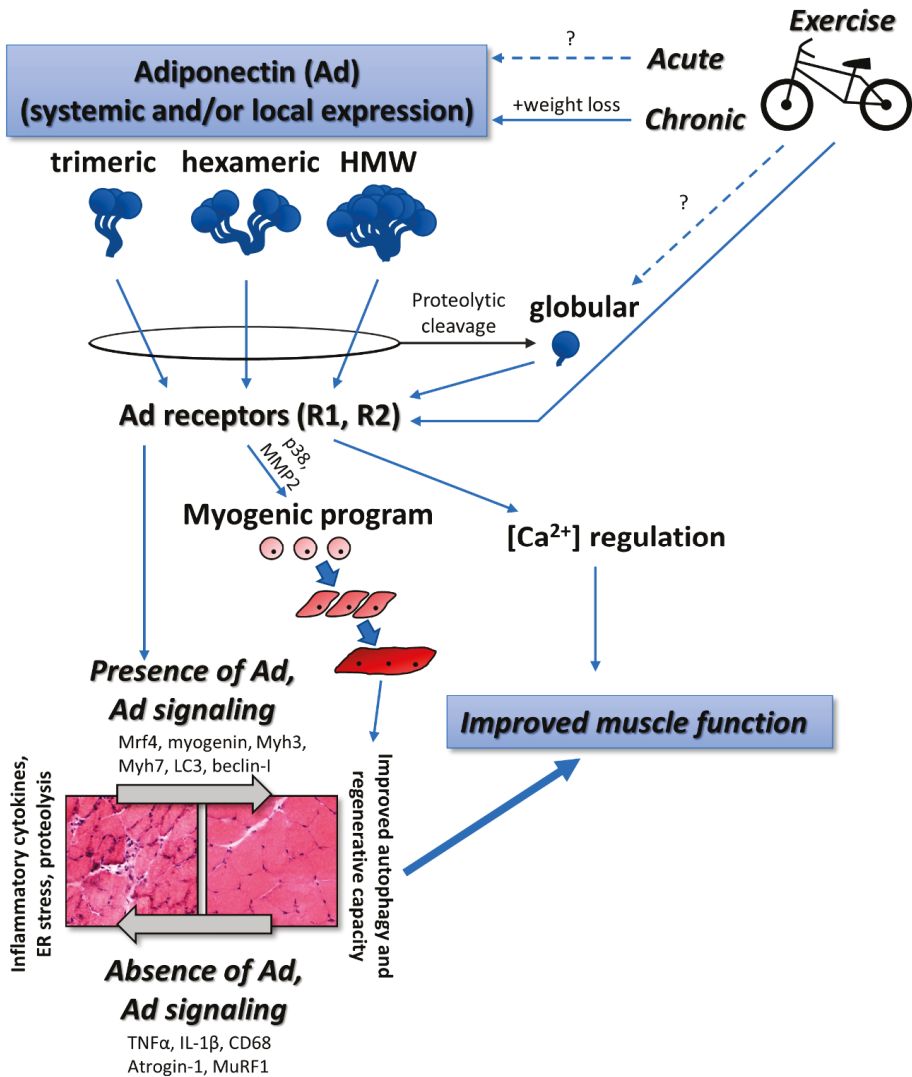 Exercise
?
Acute
Adiponectin (Ad)
(systemic and/or local expression)
+weight loss
Chronic
trimeric
hexameric
HMW
?
Proteolytic
cleavage
globular
Ad receptors (R1, R2)
p38,
MMP2
Myogenic program
[Ca²⁺] regulation
Presence of Ad,
Ad signaling
Mrf4, myogenin, Myh3,
Myh7, LC3, beclin-I
Improved muscle function
Inflammatory cytokines,
ER stress, proteolysis
Improved autophagy and
regenerative capacity
Absence of Ad,
Ad signaling
TNFα, IL-1β, CD68
Atrogin-1, MuRF1